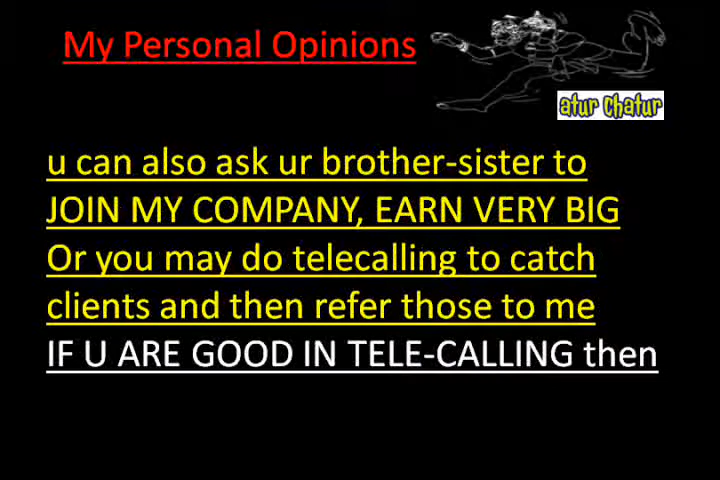 My Personal Opinions
atur chatur
u can also ask ur brother-sister to
JOIN MY COMPANY, EARN VERY BIG
Or you may do telecalling to catch
clients and then refer those to me
IF U ARE GOOD IN TELE-CALLING then